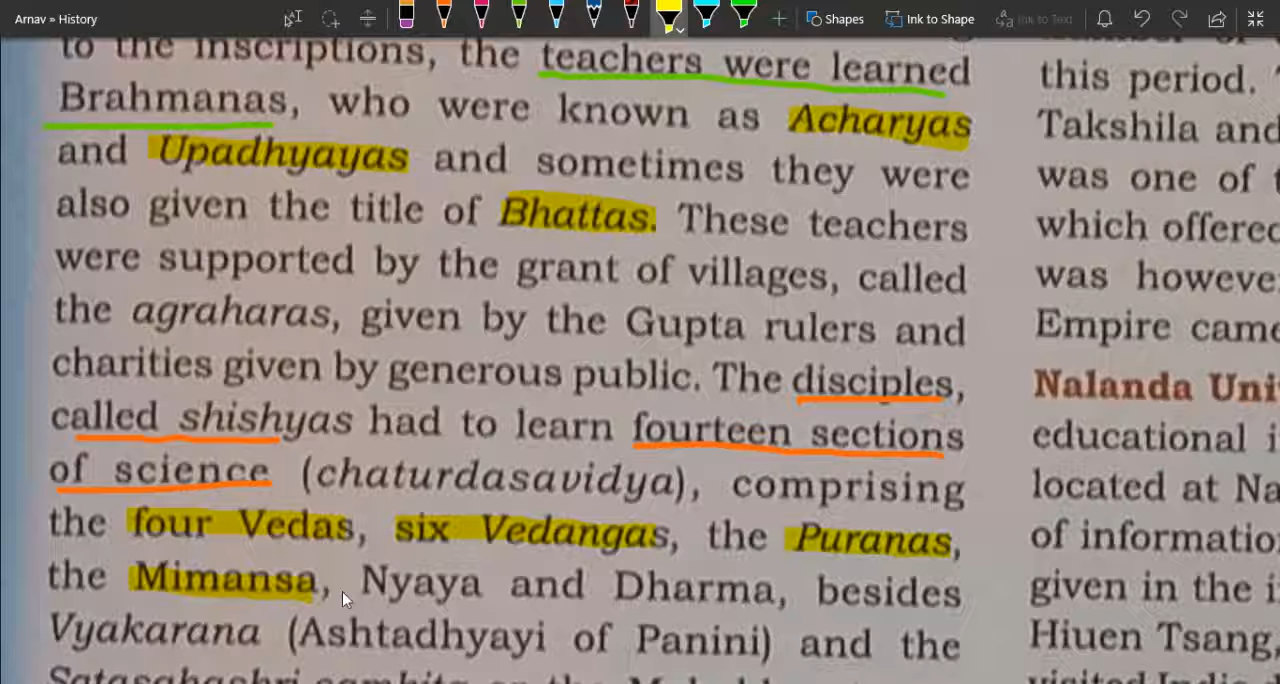 Arnav » History
Shapes
Ink to Shape
Ink to Text
to the inscriptions, the teachers were learned
Brahmanas, who were known as Acharyas
and Upadhyayas and sometimes they were
also given the title of Bhattas. These teachers
were supported by the grant of villages, called
the agraharas, given by the Gupta rulers and
charities given by generous public. The disciples,
called shishyas had to learn fourteen sections
of science (chaturdasavidya), comprising
the four Vedas, six Vedangas, the Puranas,
the Mimansa, Nyaya and Dharma, besides
Vyakarana (Ashtadhyayi of Panini) and the
this period.
Takshila and
was one of
which offered
was however
Empire came
Nalanda Uni
educational i
located at Na
of informatio
given in the i
Hiuen Tsang,